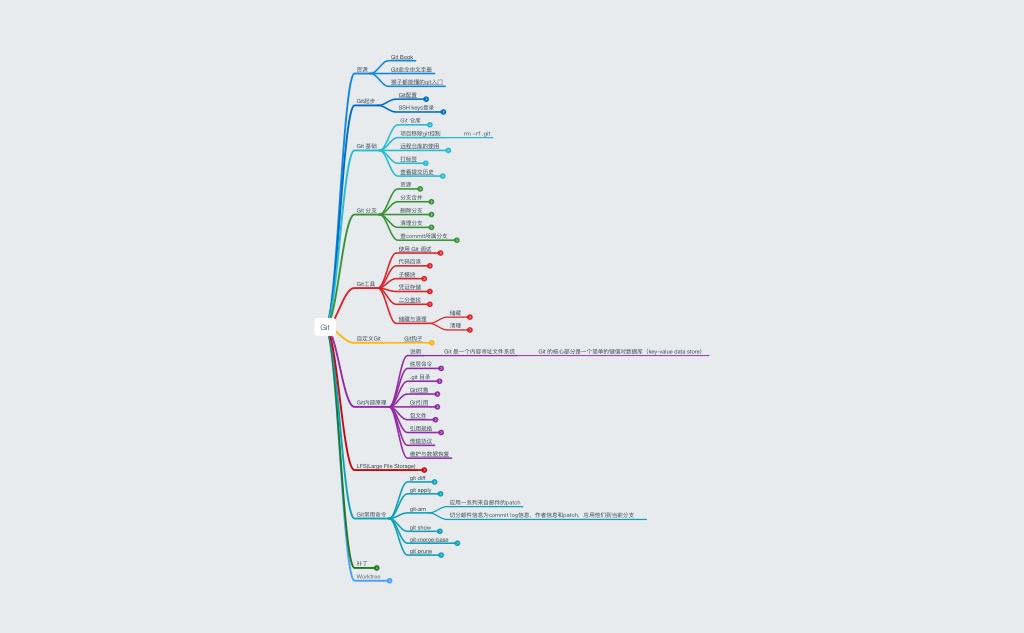 资源
Git Book
Git命令中文手册
猴子都能懂的git入门
Git起步
Git配置
SSH keys登录
Git 基础
Git 仓库
项目移除git控制
rm -rf .git
远程仓库的使用
打标签
查看提交历史
Git 分支
资源
分支合并
删除分支
清理分支
查commit所属分支
Git工具
使用 Git 调试
代码回滚
子模块
凭证存储
二分查找
储藏与清理
储藏
清理
Git
自定义Git
Git钩子
Git内部原理
说明
Git 是一个内容寻址文件系统
Git 的核心部分是一个简单的键值对数据库（key-value data store）
底层命令
.git 目录
Git对象
Git引用
包文件
引用规格
传输协议
维护与数据恢复
LFS(Large File Storage)
Git常用命令
git diff
git apply
git-am
应用一系列来自邮件的patch
切分邮件信息为commit log信息、作者信息和patch，应用他们到当前分支
git show
git-merge-base
git prune
补丁
Worktree